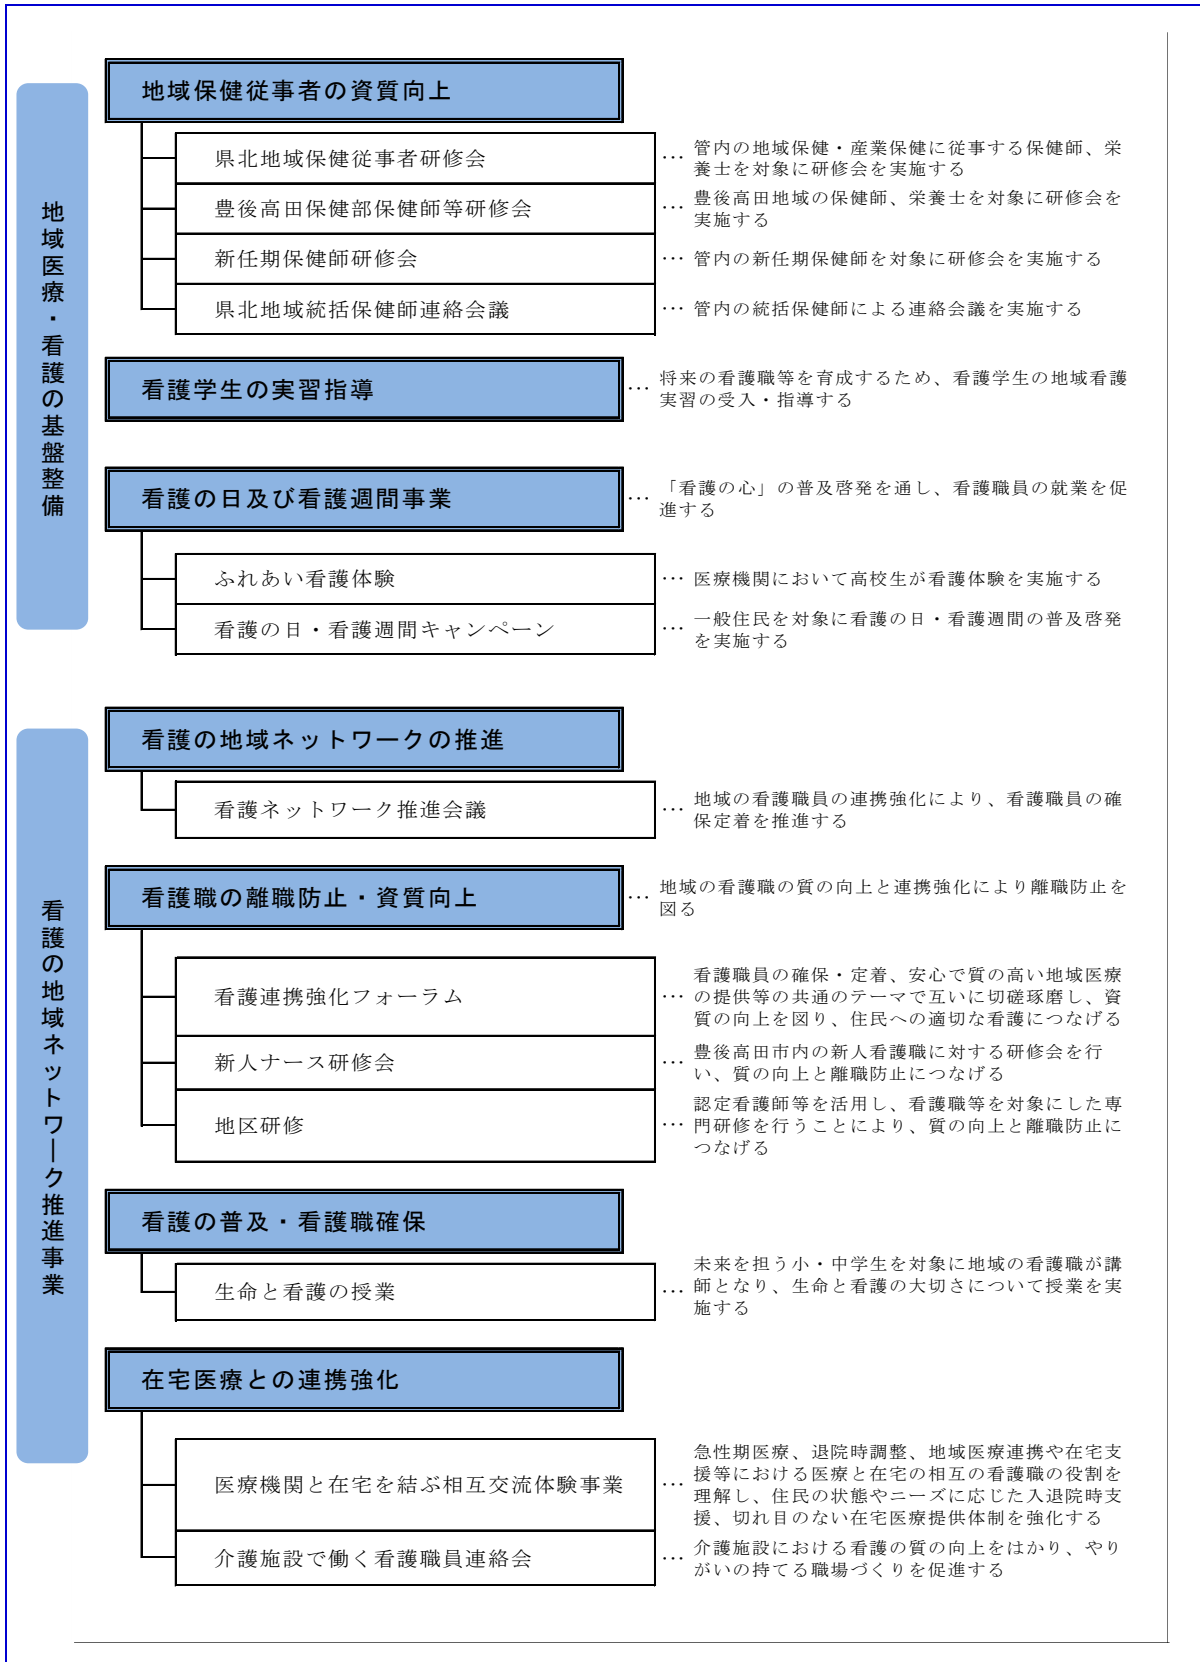 地域医療・看護の基盤整備
地域保健従事者の資質向上
県北地域保健従事者研修会
… 管内の地域保健・産業保健に従事する保健師、栄
養士を対象に研修会を実施する
豊後高田保健部保健師等研修会
… 豊後高田地域の保健師、栄養士を対象に研修会を
実施する
新任期保健師研修会
… 管内の新任期保健師を対象に研修会を実施する
県北地域統括保健師連絡会議
… 管内の統括保健師による連絡会議を実施する
看護学生の実習指導
… 将来の看護職等を育成するため、看護学生の地域看護
実習の受入・指導する
看護の日及び看護週間事業
… 「看護の心」の普及啓発を通し、看護職員の就業を促
進する
ふれあい看護体験
… 医療機関において高校生が看護体験を実施する
看護の日・看護週間キャンペーン
… 一般住民を対象に看護の日・看護週間の普及啓発
を実施する
看護の地域ネットワーク推進事業
看護の地域ネットワークの推進
看護ネットワーク推進会議
… 地域の看護職員の連携強化により、看護職員の確
保定着を推進する
看護職の離職防止・資質向上
… 地域の看護職の質の向上と連携強化により離職防止を
図る
看護連携強化フォーラム
看護職員の確保・定着、安心で質の高い地域医療
… の提供等の共通のテーマで互いに切磋琢磨し、資
質の向上を図り、住民への適切な看護につなげる
新人ナース研修会
… 豊後高田市内の新人看護職に対する研修会を行
い、質の向上と離職防止につなげる
地区研修
認定看護師等を活用し、看護職等を対象にした専
… 門研修を行うことにより、質の向上と離職防止に
つなげる
看護の普及・看護職確保
生命と看護の授業
未来を担う小・中学生を対象に地域の看護職が講
… 師となり、生命と看護の大切さについて授業を実
施する
在宅医療との連携強化
医療機関と在宅を結ぶ相互交流体験事業
急性期医療、退院時調整、地域医療連携や在宅支
… 援等における医療と在宅の相互の看護職の役割を
理解し、住民の状態やニーズに応じた入退院時支
援、切れ目のない在宅医療提供体制を強化する
介護施設で働く看護職員連絡会
… 介護施設における看護の質の向上をはかり、やり
がいの持てる職場づくりを促進する